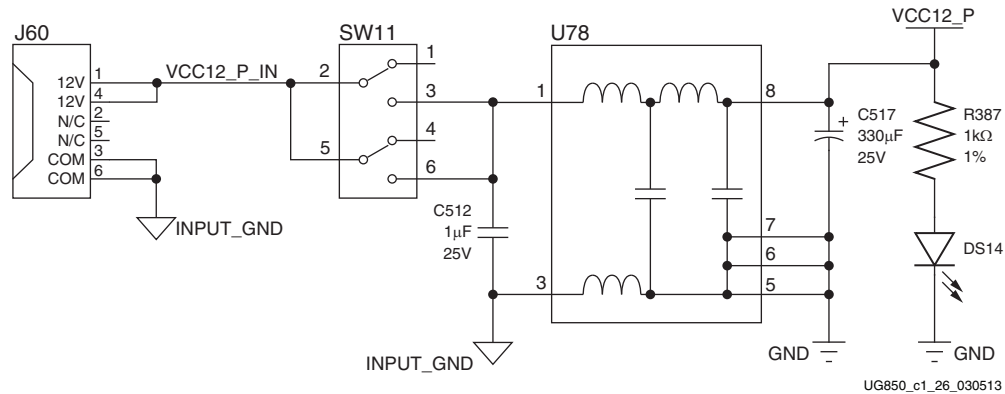 VCC12_P
J60
SW11
U78
12V 1
12V 4
N/C 2
N/C 5
COM 3
COM 6
VCC12_P_IN
INPUT_GND
2
5
1
3
4
6
C512
1µF
25V
INPUT_GND
1
3
8
7
6
5
+
C517
330µF
25V
GND
R387
1kΩ
1%
DS14
GND
UG850_c1_26_030513